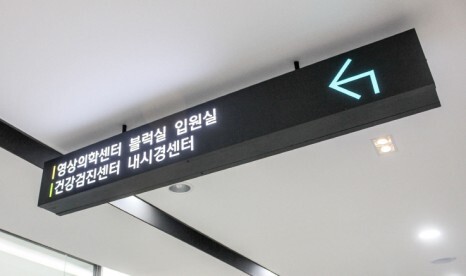 영상의학센터 블럭실 입원실
건강검진센터 내시경센터